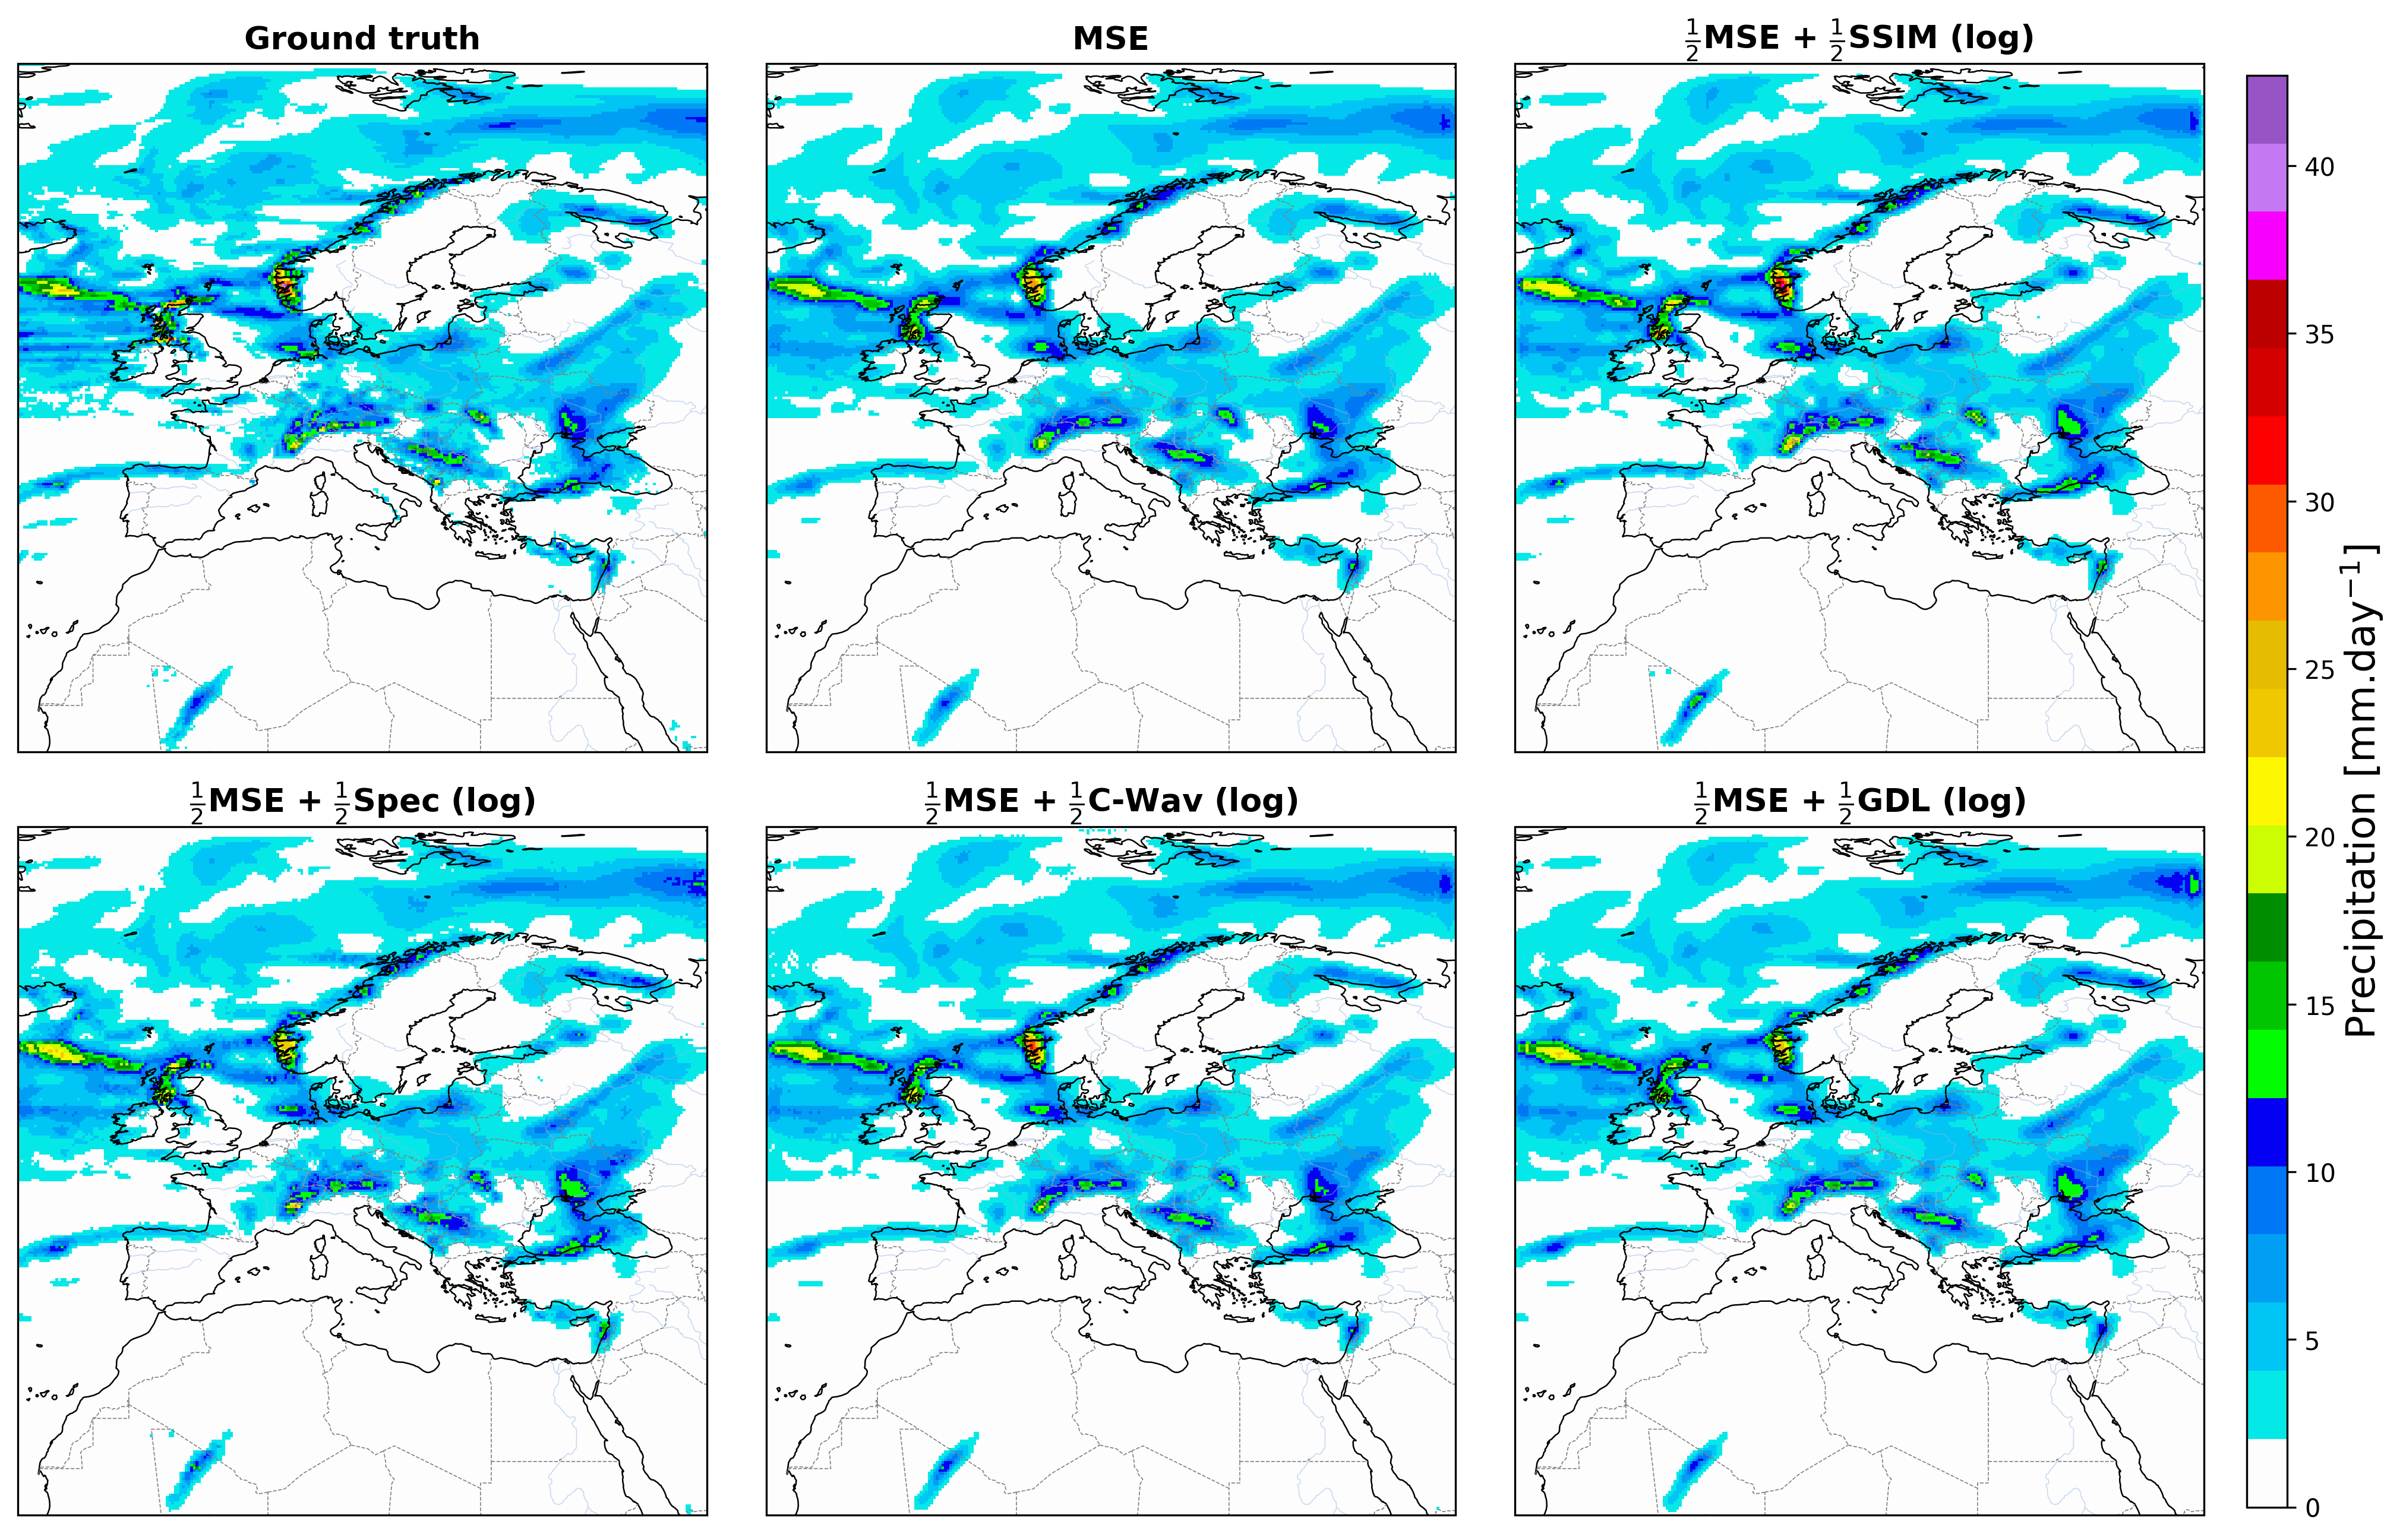 Ground truth
MSE
½MSE + ½SSIM (log)
40
35
30
25
20
15
10
5
0
Precipitation [mm.day⁻¹]
½MSE + ½Spec (log)
½MSE + ½C-Wav (log)
½MSE + ½GDL (log)